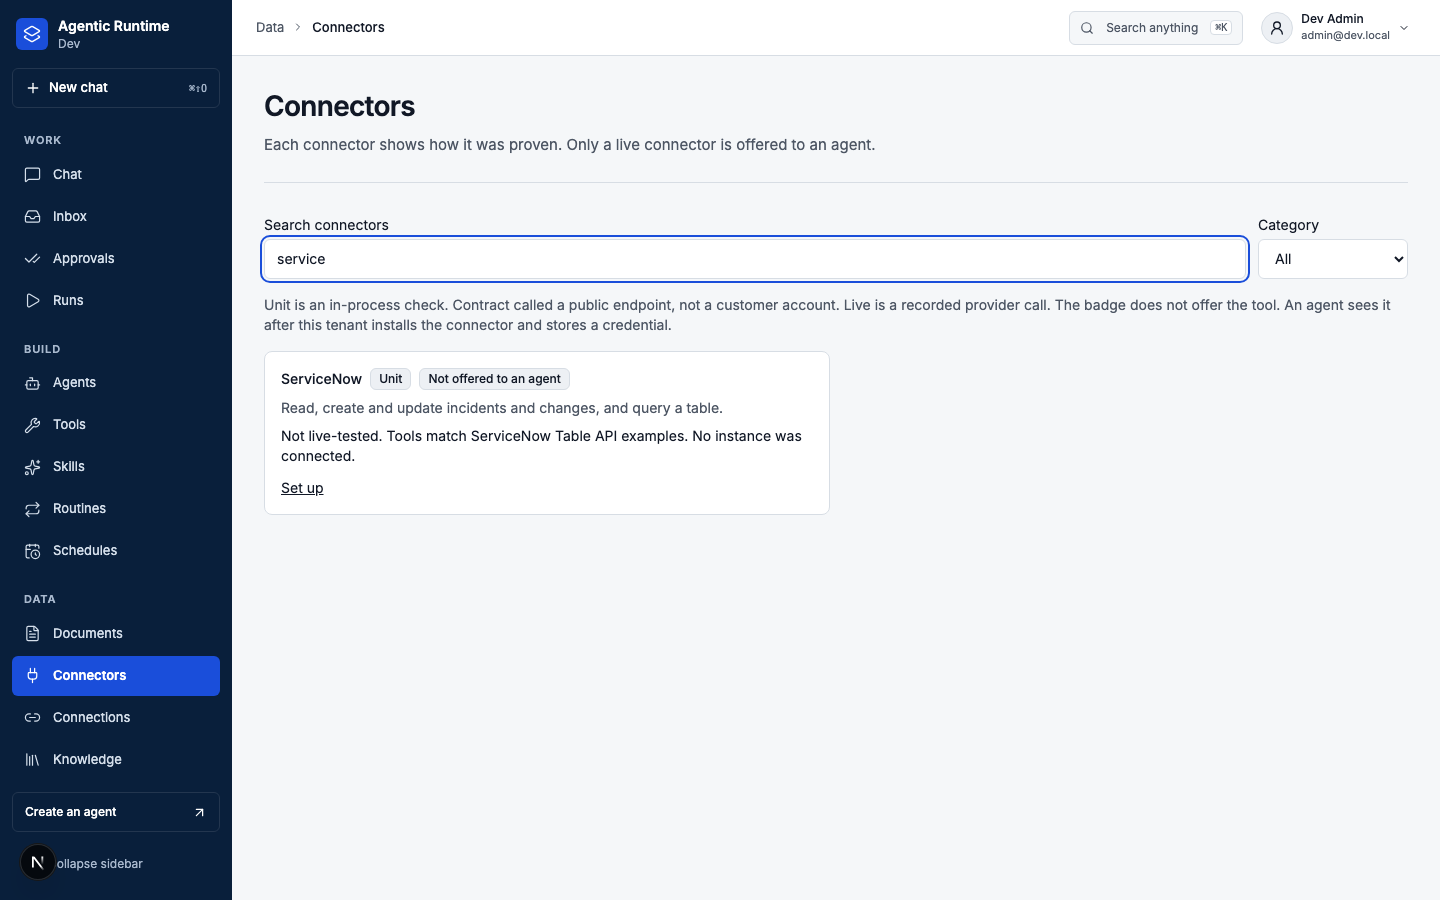 Agentic Runtime
Dev
New chat
⌘⇧O
WORK
Chat
Inbox
Approvals
Runs
BUILD
Agents
Tools
Skills
Routines
Schedules
DATA
Documents
Connectors
Connections
Knowledge
Create an agent
N
ollapse sidebar
Data
Connectors
Search anything
⌘K
Dev Admin
admin@dev.local
Connectors
Each connector shows how it was proven. Only a live connector is offered to an agent.
Search connectors
Category
service
All
Unit is an in-process check. Contract called a public endpoint, not a customer account. Live is a recorded provider call. The badge does not offer the tool. An agent sees it
after this tenant installs the connector and stores a credential.
ServiceNow
Unit
Not offered to an agent
Read, create and update incidents and changes, and query a table.
Not live-tested. Tools match ServiceNow Table API examples. No instance was
connected.
Set up